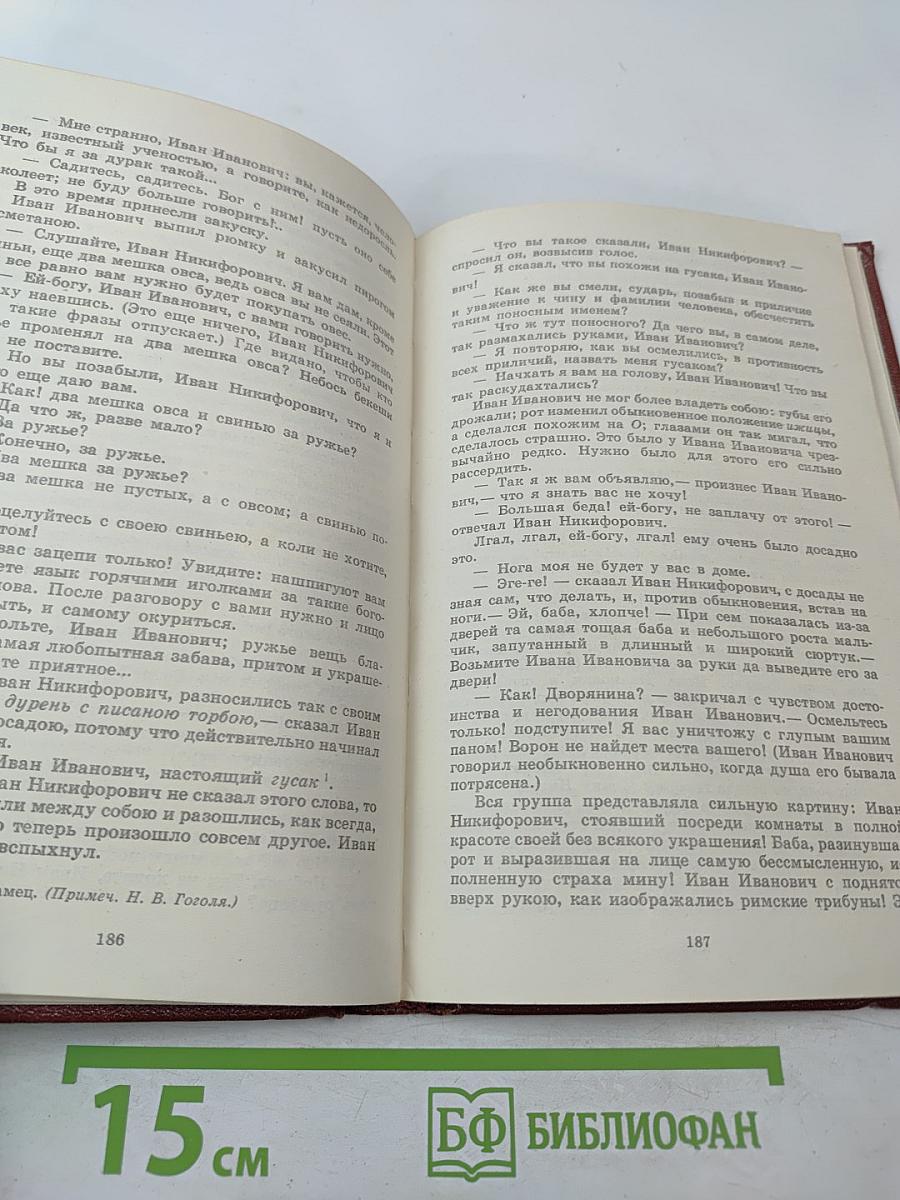 — Мне странно, Иван Иванович: вы, кажется, чело-
век, известный ученостью, а говорите, как недоросль.
Что бы я за дурак такой...
— Садитесь, садитесь. Бог с ним! пусть оно себе
околеет; не буду больше говорить!..
В это время принесли закуску.
Иван Иванович выпил рюмку и закусил пирогом
сметаною.
— Слушайте, Иван Никифорович. Я вам дам, кроме
ньи, еще два мешка овса, ведь овса вы не сеяли. Этот
все равно вам нужно будет покупать овес.
— Ей-богу, Иван Иванович, с вами говорить нужно,
ху наевшись. (Это еще ничего, Иван Никифорович
такие фразы отпускает.) Где видано, чтобы кто
ье променял на два мешка овса? Небось бекеши
не поставите.
Но вы позабыли, Иван Никифорович, что я и
ю еще даю вам.
Как! два мешка овса и свинью за ружье?
Да что ж, разве мало?
За ружье?
Конечно, за ружье.
ва мешка за ружье?
ва мешка не пустых, а с овсом; а свинью по-
целуйтесь с своею свиньею, а коли не хотите,
том!
вас зацепи только! Увидите: нашпигуют вам
ете язык горячими иголками за такие бого-
лова. После разговору с вами нужно и лицо
ыть, и самому окуриться.
ольте, Иван Иванович; ружье вещь бла-
амая любопытная забава, притом и украше-
те приятное...
ван Никифорович, разносились так с своим
дурень с писаною торбою,— сказал Иван
осадою, потому что действительно начинал
я.
Иван Иванович, настоящий гусак 1.
ан Никифорович не сказал этого слова, то
ли между собою и разошлись, как всегда,
о теперь произошло совсем другое. Иван
вспыхнул.
амец. (Примеч. Н. В. Гоголя.)
186
— Что вы такое сказали, Иван Никифорович? —
спросил он, возвысив голос.
— Я сказал, что вы похожи на гусака, Иван Ивано-
вич!
— Как же вы смели, сударь, позабыв и приличие
и уважение к чину и фамилии человека, обесчестить
таким поносным именем?
— Что ж тут поносного? Да чего вы, в самом деле,
так размахались руками, Иван Иванович?
— Я повторяю, как вы осмелились, в противность
всех приличий, назвать меня гусаком?
— Начхать я вам на голову, Иван Иванович! Что вы
так раскудахтались?
Иван Иванович не мог более владеть собою: губы его
дрожали; рот изменил обыкновенное положение ижицы,
а сделался похожим на О; глазами он так мигал, что
сделалось страшно. Это было у Ивана Ивановича чрез-
вычайно редко. Нужно было для этого его сильно
рассердить.
— Так я ж вам объявляю,— произнес Иван Ивано-
вич,— что я знать вас не хочу!
— Большая беда! ей-богу, не заплачу от этого! —
отвечал Иван Никифорович.
Лгал, лгал, ей-богу, лгал! ему очень было досадно
это.
— Нога моя не будет у вас в доме.
— Эге-ге! — сказал Иван Никифорович, с досады не
зная сам, что делать, и, против обыкновения, встав на
ноги.— Эй, баба, хлопче! — При сем показалась из-за
дверей та самая тощая баба и небольшого роста маль-
чик, запутанный в длинный и широкий сюртук.—
Возьмите Ивана Ивановича за руки да выведите его за
двери!
— Как! Дворянина? — закричал с чувством досто-
инства и негодования Иван Иванович.— Осмельтесь
только! подступите! Я вас уничтожу с глупым вашим
паном! Ворон не найдет места вашего! (Иван Иванович
говорил необыкновенно сильно, когда душа его бывала
потрясена.)
Вся группа представляла сильную картину: Иван
Никифорович, стоявший посреди комнаты в полной
красоте своей без всякого украшения! Баба, разинувша
рот и выразившая на лице самую бессмысленную, и
полненную страха мину! Иван Иванович с поднято
вверх рукою, как изображались римские трибуны! Э
187
15 см
БФ БИБЛИОФАН